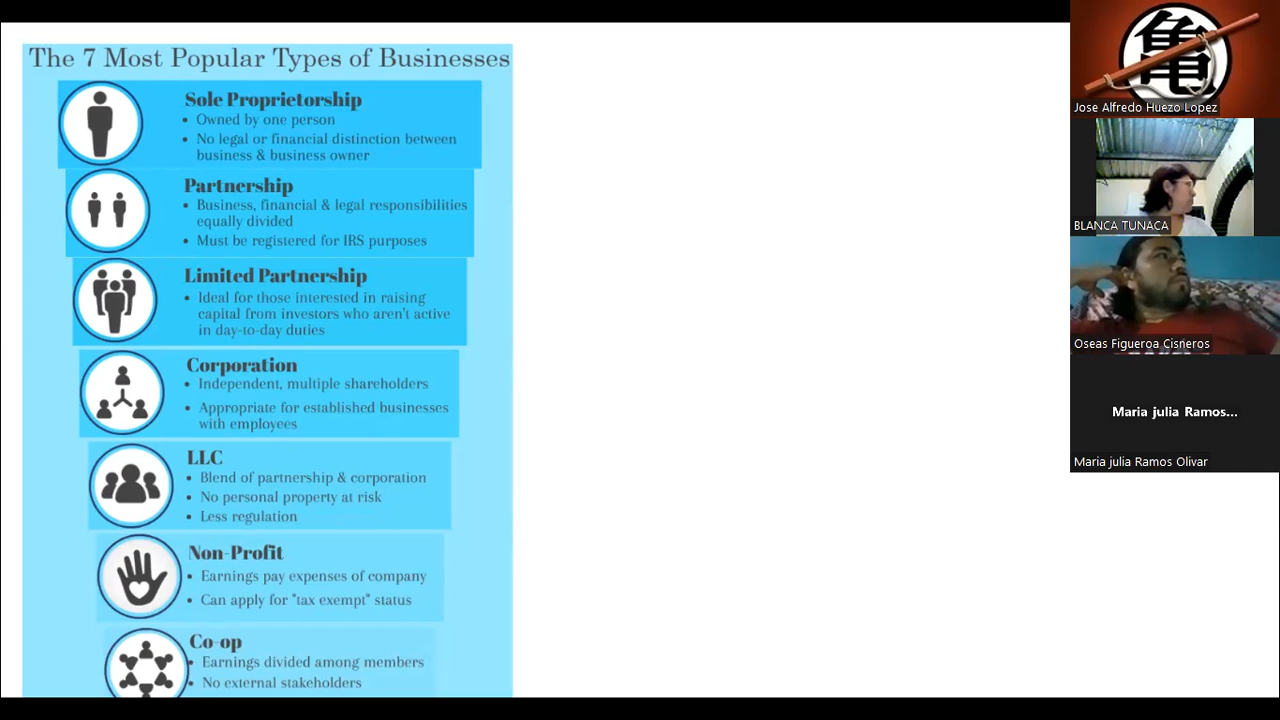 The 7 Most Popular Types of Businesses
Sole Proprietorship
• Owned by one person
• No legal or financial distinction between
business & business owner
Partnership
• Business, financial & legal responsibilities
equally divided
• Must be registered for IRS purposes
Limited Partnership
• Ideal for those interested in raising
capital from investors who aren't active
in day-to-day duties
Corporation
• Independent, multiple shareholders
• Appropriate for established businesses
with employees
LLC
• Blend of partnership & corporation
• No personal property at risk
• Less regulation
Non-Profit
• Earnings pay expenses of company
• Can apply for "tax exempt" status
Co-op
• Earnings divided among members
• No external stakeholders
亀
Jose Alfredo Huezo Lopez
BLANCA TUNACA
Oseas Figueroa Cisneros
Maria julia Ramos...
Maria julia Ramos Olivar